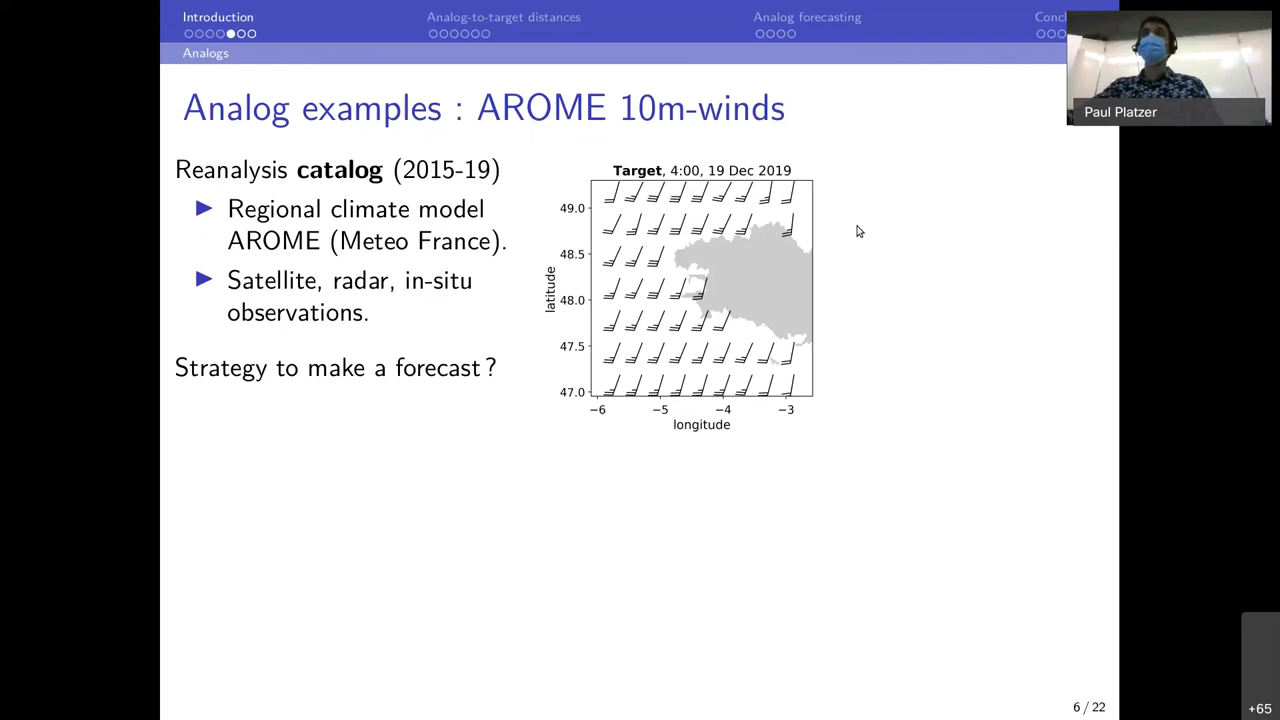 Introduction
Analog-to-target distances
Analog forecasting
Concl
Analogs
Paul Platzer
Analog examples : AROME 10m-winds
Reanalysis catalog (2015-19)
Regional climate model
AROME (Meteo France).
Satellite, radar, in-situ
observations.
Strategy to make a forecast ?
Target, 4:00, 19 Dec 2019
49.0
48.5
48.0
47.5
47.0
latitude
−6
−5
−4
−3
longitude
6 / 22
+65